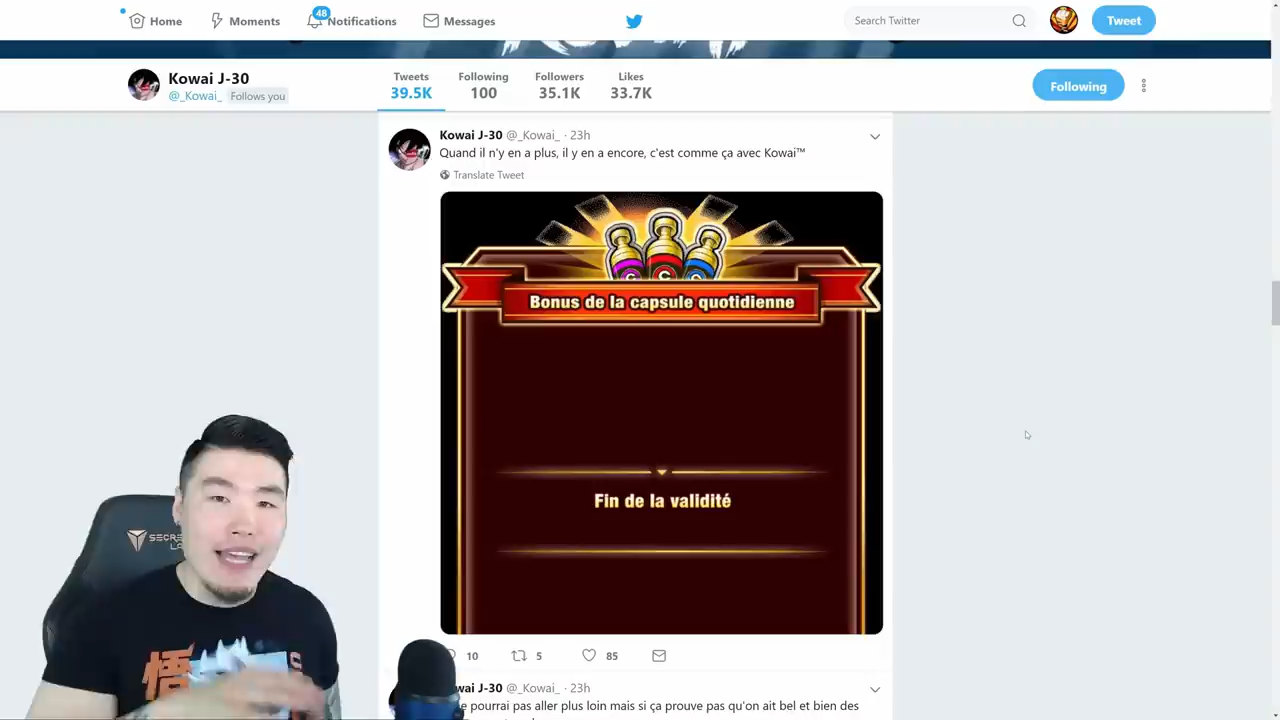 Home
Moments
48
Notifications
Messages
Search Twitter
Tweet
Kowai J-30
@_Kowai_ Follows you
Tweets
39.5K
Following
100
Followers
35.1K
Likes
33.7K
Following
Kowai J-30 @_Kowai_ · 23h
Quand il n'y en a plus, il y en a encore, c'est comme ça avec Kowai™
Translate Tweet
C C C
Bonus de la capsule quotidienne
Fin de la validité
10
5
85
悟
Kowai J-30 @_Kowai_ · 23h
pourrai pas aller plus loin mais si ça prouve pas qu'on ait bel et bien des